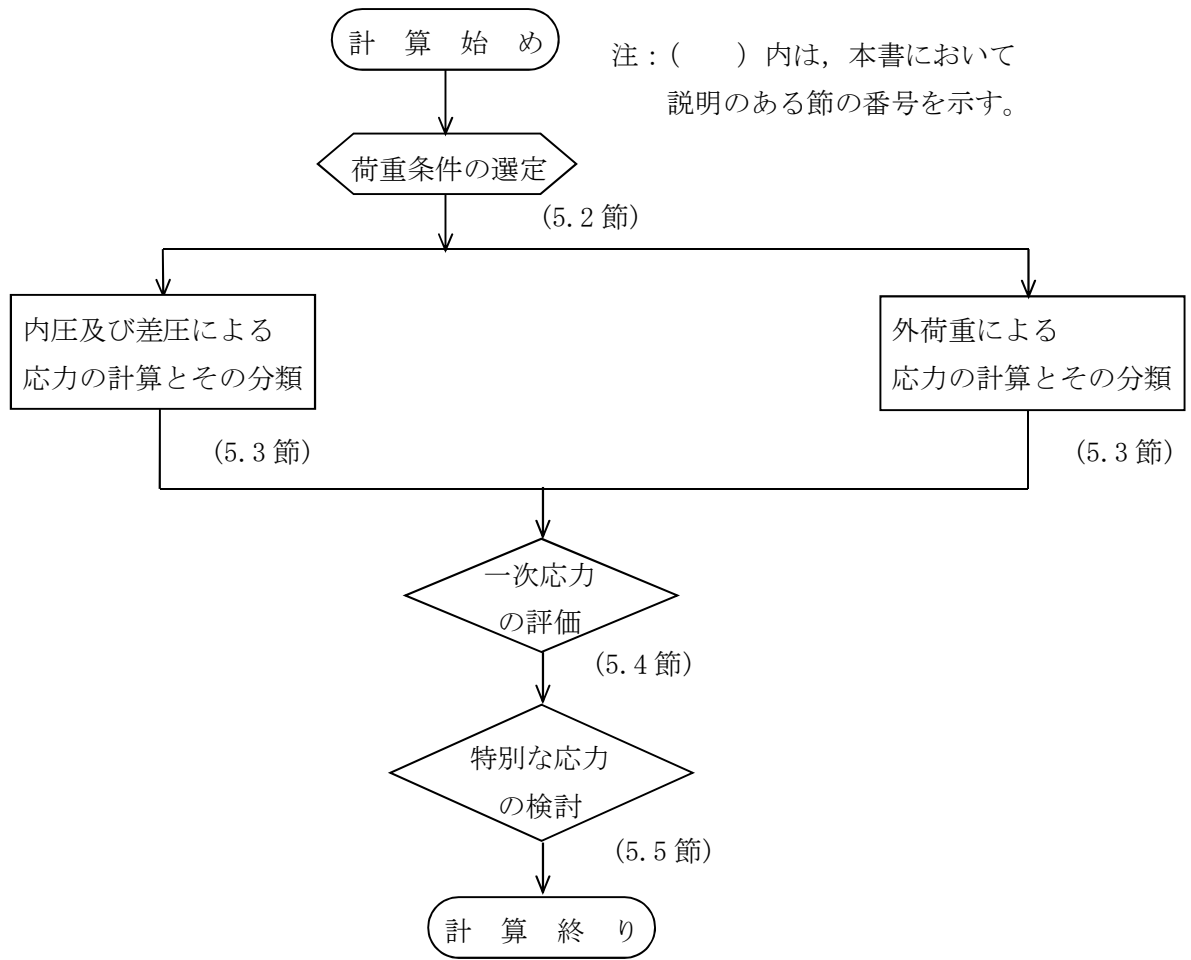 計 算 始 め
注：(　　) 内は，本書において
説明のある節の番号を示す。
荷重条件の選定
(5.2 節)
内圧及び差圧による
応力の計算とその分類
外荷重による
応力の計算とその分類
(5.3 節)
(5.3 節)
一次応力
の評価
(5.4 節)
特別な応力
の検討
(5.5 節)
計 算 終 り